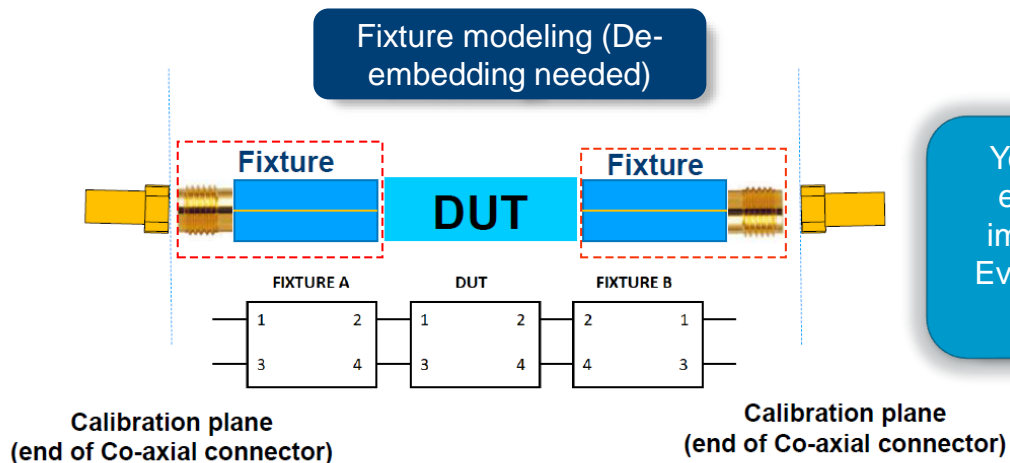 Fixture modeling (De-
embedding needed)
Fixture
Fixture
DUT
FIXTURE A
DUT
FIXTURE B
1 2 1 2 2 1
3 4 3 4 4 3
Calibration plane
(end of Co-axial connector)
Calibration plane
(end of Co-axial connector)